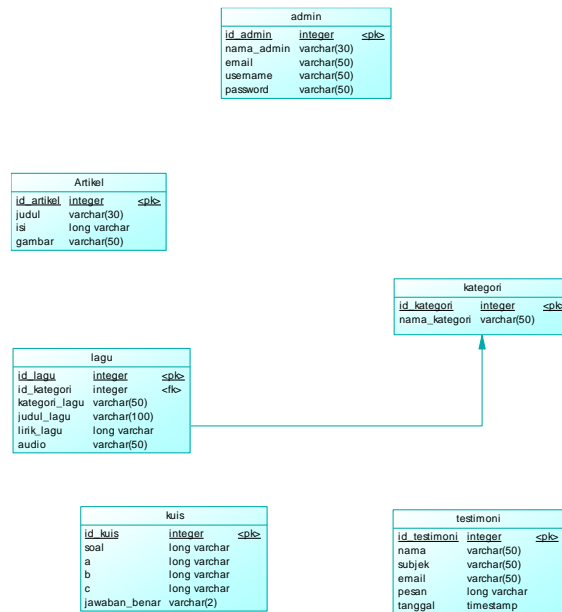 admin
id_admin integer <pk>
nama_admin varchar(30)
email varchar(50)
username varchar(50)
password varchar(50)
Artikel
id_artikel integer <pk>
judul varchar(30)
isi long varchar
gambar varchar(50)
kategori
id_kategori integer <pk>
nama_kategori varchar(50)
lagu
id_lagu integer <pk>
id_kategori integer <fk>
kategori_lagu varchar(50)
judul_lagu varchar(100)
lirik_lagu long varchar
audio varchar(50)
kuis
id_kuis integer <pk>
soal long varchar
a long varchar
b long varchar
c long varchar
jawaban_benar varchar(2)
testimoni
id_testimoni integer <pk>
nama varchar(50)
subjek varchar(50)
email varchar(50)
pesan long varchar
tanggal timestamp